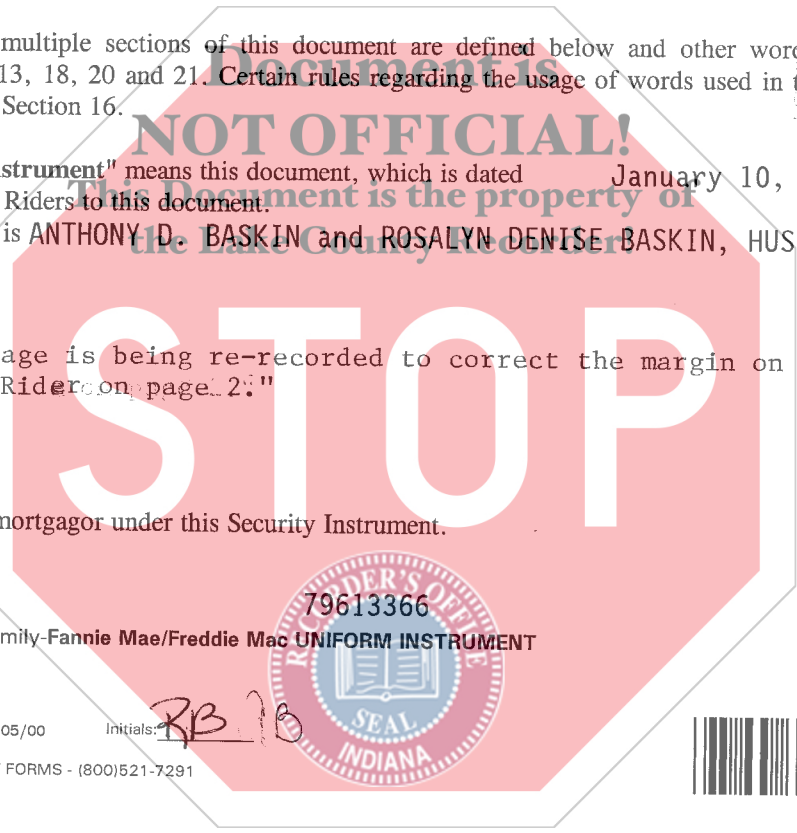 multiple sections of this document are defined below and other word
13, 18, 20 and 21. Certain rules regarding the usage of words used in t
Section 16.
Document is
NOT OFFICIAL!
This Document is the property of
the Lake County Recorder!
strument" means this document, which is dated January 10,
Riders to this document.
is ANTHONY D. BASKIN and ROSALYN DENISE BASKIN, HUS
STOP
age is being re-recorded to correct the margin on
Rider on page 2."
mortgagor under this Security Instrument.
79613366
mily-Fannie Mae/Freddie Mac UNIFORM INSTRUMENT
RECORDER'S OFFICE
SEAL
INDIANA
05/00 Initials: RB AB
FORMS - (800)521-7291